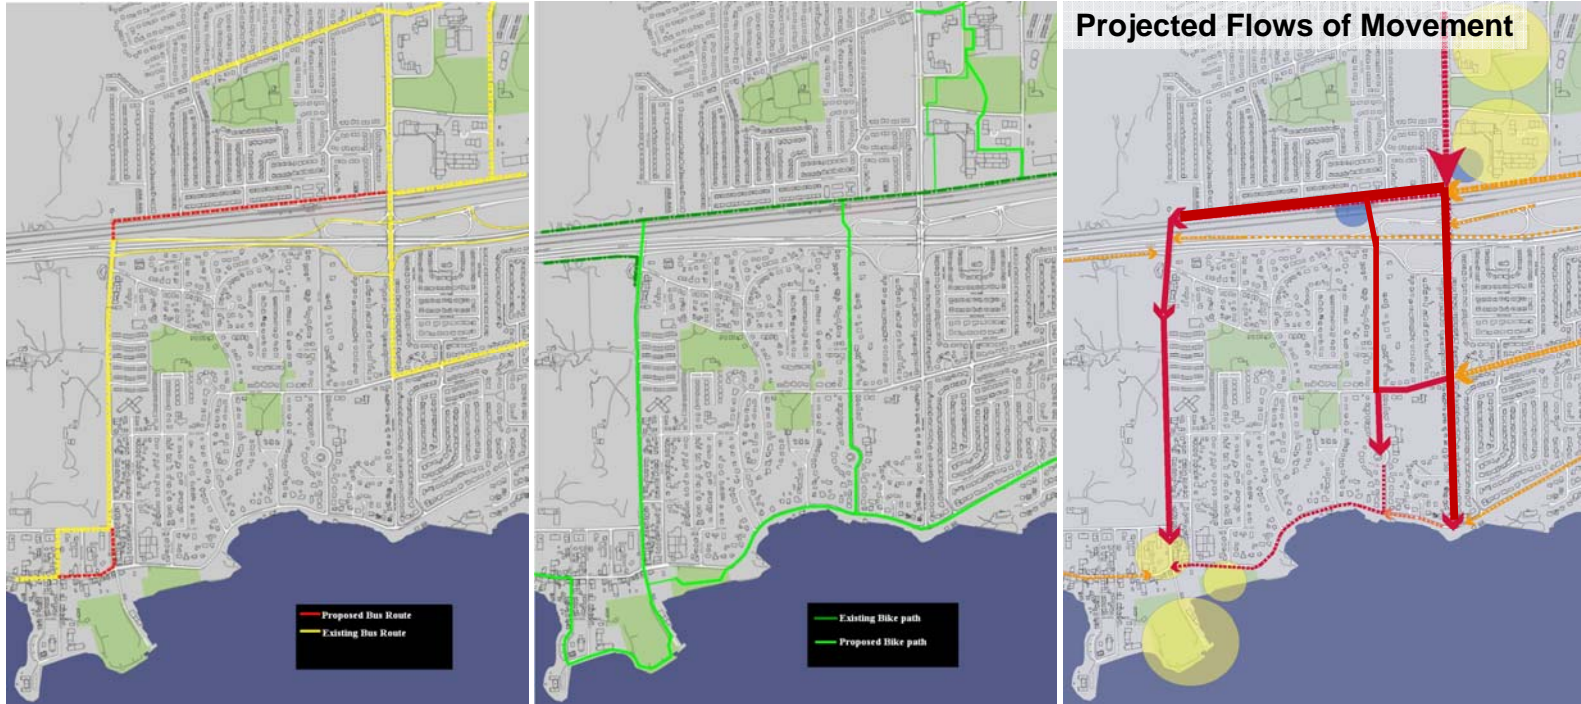 Projected Flows of Movement
Proposed Bus Route
Existing Bus Route
Existing Bike path
Proposed Bike path